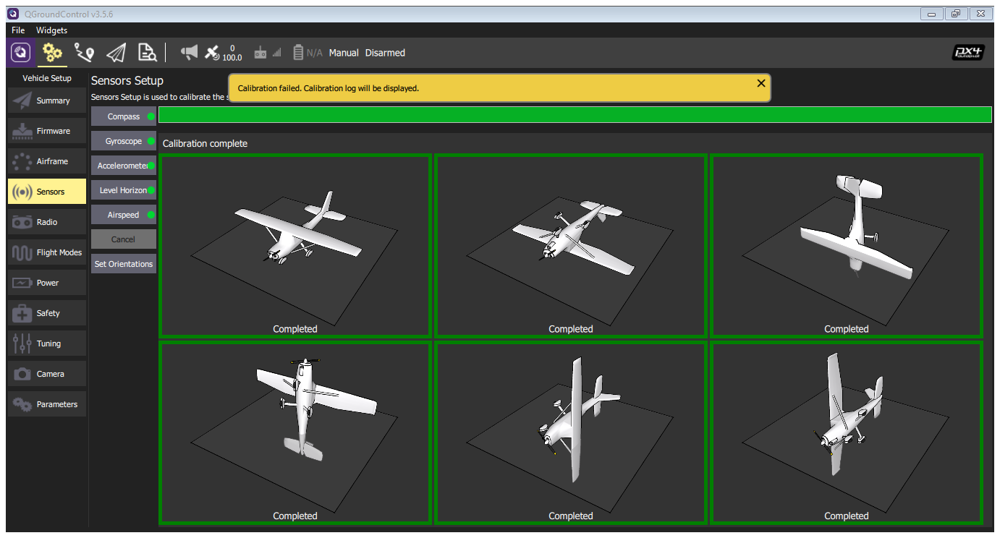 QGroundControl v3.5.6
File Widgets
0
100.0
N/A Manual Disarmed
px4
autopilot
Vehicle Setup
Summary
Firmware
Airframe
Sensors
Radio
Flight Modes
Power
Safety
Tuning
Camera
Parameters
Sensors Setup
Sensors Setup is used to calibrate the s
Calibration failed. Calibration log will be displayed.
Compass
Gyroscope
Accelerometer
Level Horizon
Airspeed
Cancel
Set Orientations
Calibration complete
Completed
Completed
Completed
Completed
Completed
Completed